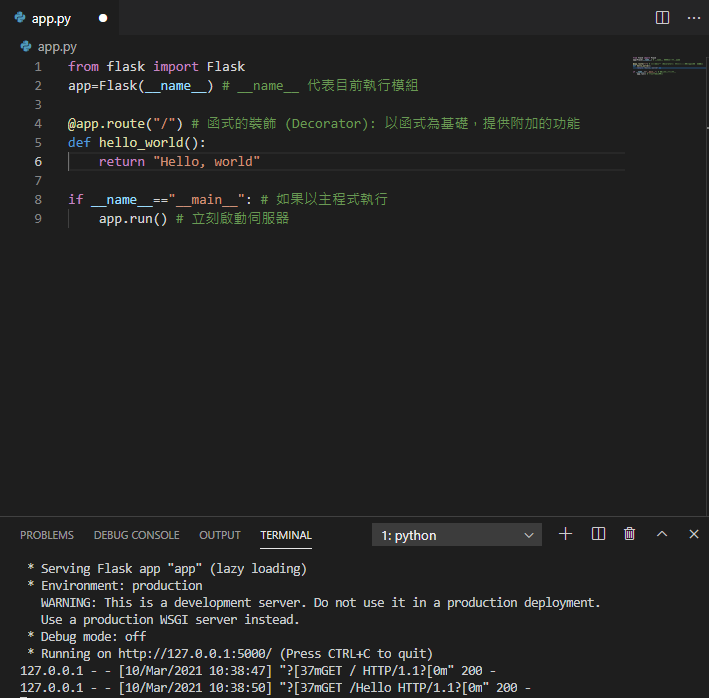 app.py
app.py
1 from flask import Flask
2 app=Flask(__name__) # __name__ 代表目前執行模組
3
4 @app.route("/") # 函式的裝飾 (Decorator): 以函式為基礎，提供附加的功能
5 def hello_world():
6 return "Hello, world"
7
8 if __name__=="__main__": # 如果以主程式執行
9 app.run() # 立刻啟動伺服器
PROBLEMS DEBUG CONSOLE OUTPUT TERMINAL 1: python
* Serving Flask app "app" (lazy loading)
* Environment: production
WARNING: This is a development server. Do not use it in a production deployment.
Use a production WSGI server instead.
* Debug mode: off
* Running on http://127.0.0.1:5000/ (Press CTRL+C to quit)
127.0.0.1 - - [10/Mar/2021 10:38:47] "?[37mGET / HTTP/1.1?[0m" 200 -
127.0.0.1 - - [10/Mar/2021 10:38:50] "?[37mGET /Hello HTTP/1.1?[0m" 200 -